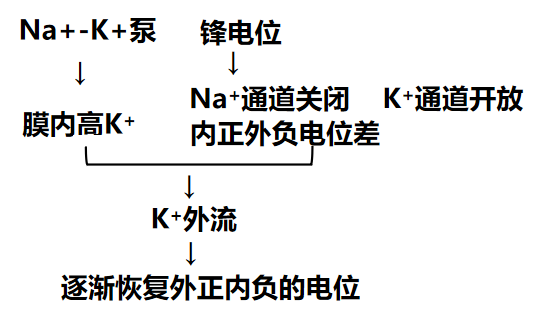 Na+-K+泵 锋电位
↓ ↓
Na+通道关闭 K+通道开放
膜内高K+
内正外负电位差
↓
K+外流
↓
逐渐恢复外正内负的电位